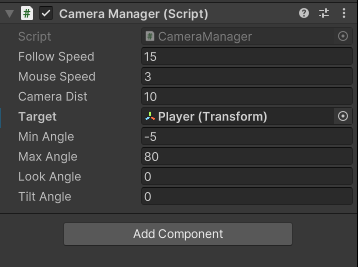 Camera Manager (Script)
Script CameraManager
Follow Speed 15
Mouse Speed 3
Camera Dist 10
Target Player (Transform)
Min Angle -5
Max Angle 80
Look Angle 0
Tilt Angle 0
Add Component